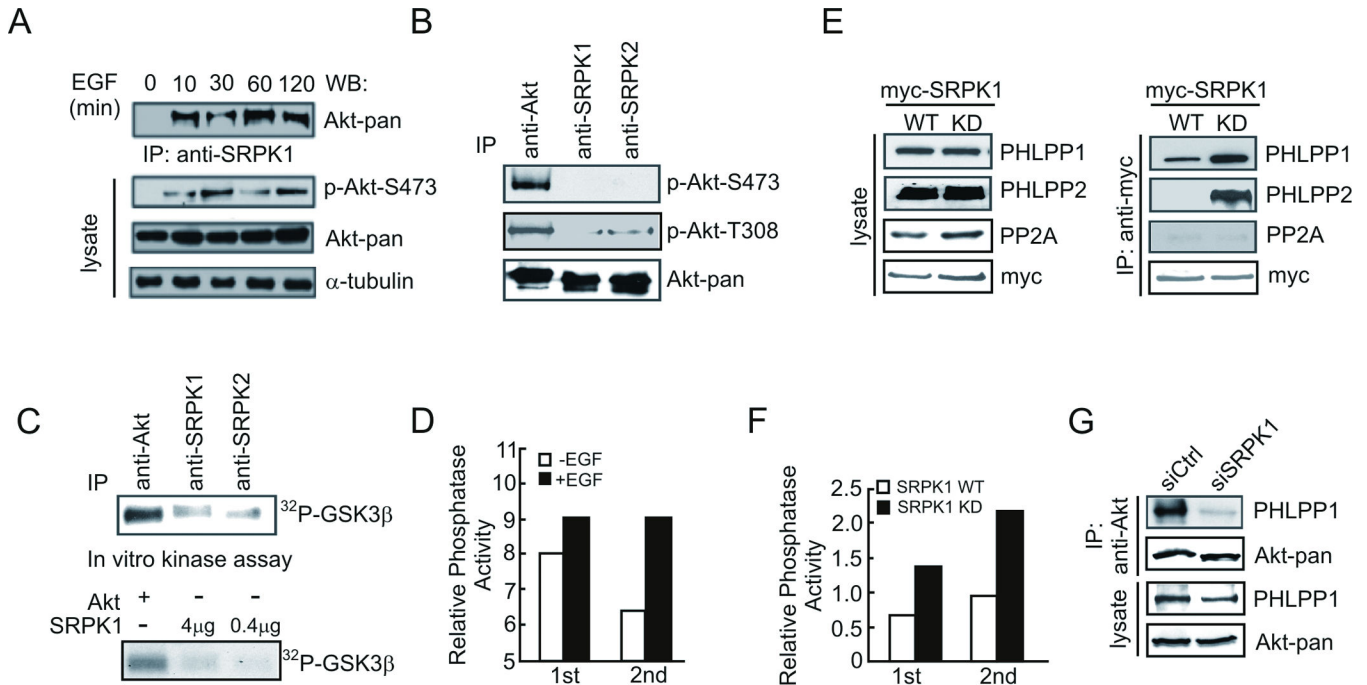 A
EGF 0 10 30 60 120 WB:
(min)
Akt-pan
IP: anti-SRPK1
p-Akt-S473
Akt-pan
α-tubulin
lysate
B
IP anti-Akt anti-SRPK1 anti-SRPK2
p-Akt-S473
p-Akt-T308
Akt-pan
E
myc-SRPK1
WT KD
PHLPP1
PHLPP2
PP2A
myc
lysate
myc-SRPK1
WT KD
PHLPP1
PHLPP2
PP2A
myc
IP: anti-myc
C
IP anti-Akt anti-SRPK1 anti-SRPK2
³²P-GSK3β
In vitro kinase assay
Akt + - -
SRPK1 - 4µg 0.4µg
³²P-GSK3β
D
Relative Phosphatase
Activity
11
10
9
8
7
6
5
-EGF
+EGF
1st 2nd
F
Relative Phosphatase
Activity
2.5
2.0
1.5
1.0
0.5
0
SRPK1 WT
SRPK1 KD
1st 2nd
G
siCtrl siSRPK1
IP:
anti-Akt
PHLPP1
Akt-pan
lysate
PHLPP1
Akt-pan